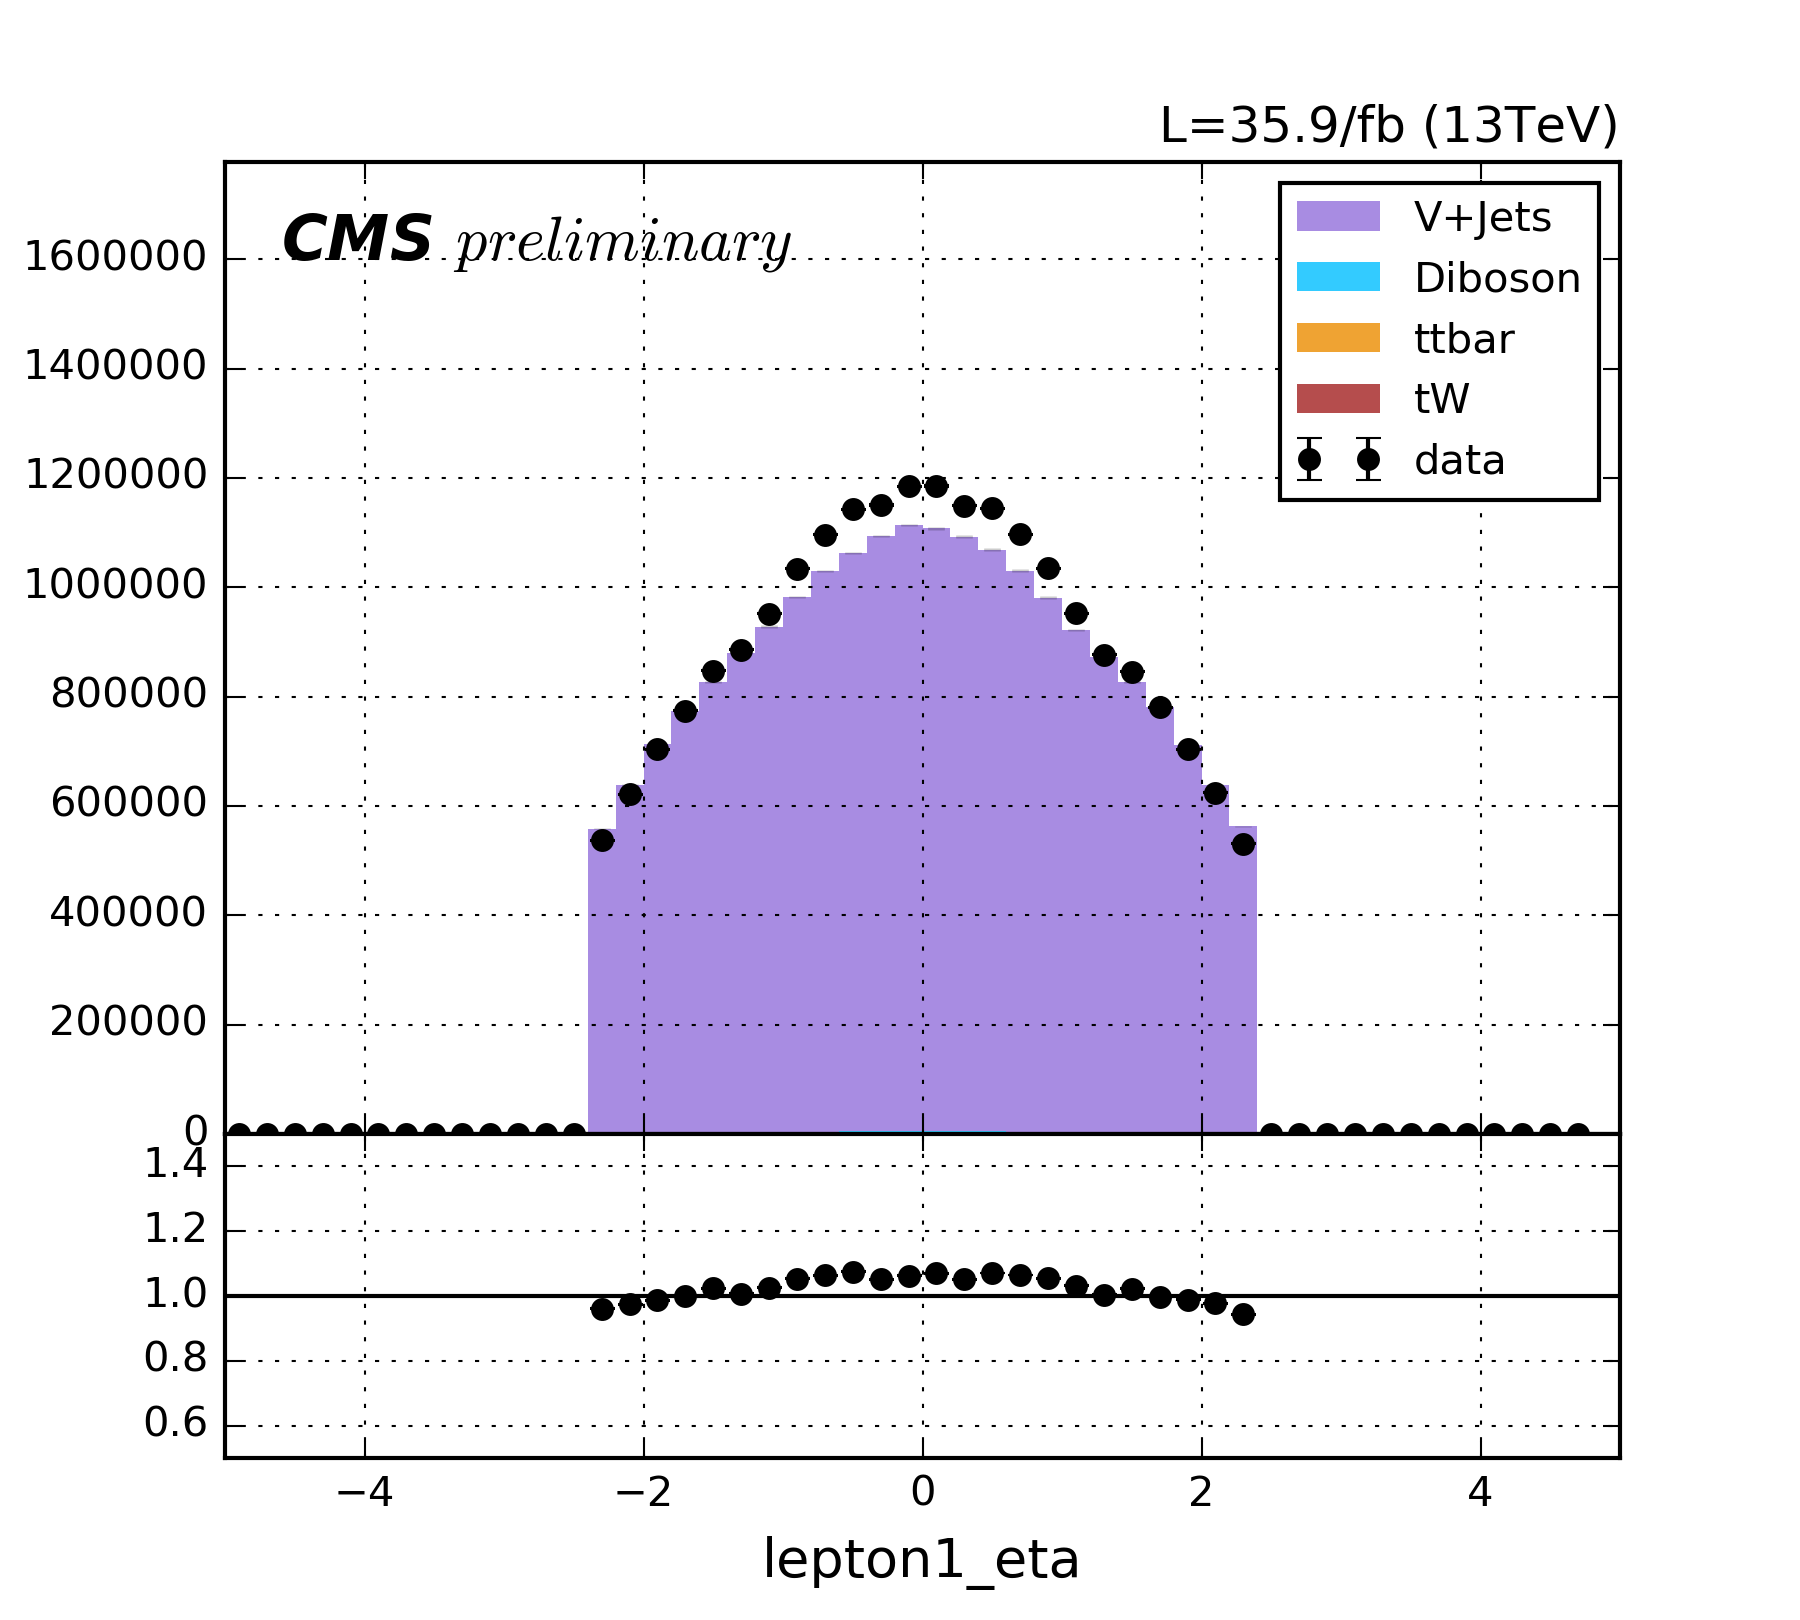 L=35.9/fb (13TeV)
CMS preliminary
V+Jets
Diboson
ttbar
tW
data
1600000
1400000
1200000
1000000
800000
600000
400000
200000
0
1.4
1.2
1.0
0.8
0.6
−4 −2 0 2 4
lepton1_eta